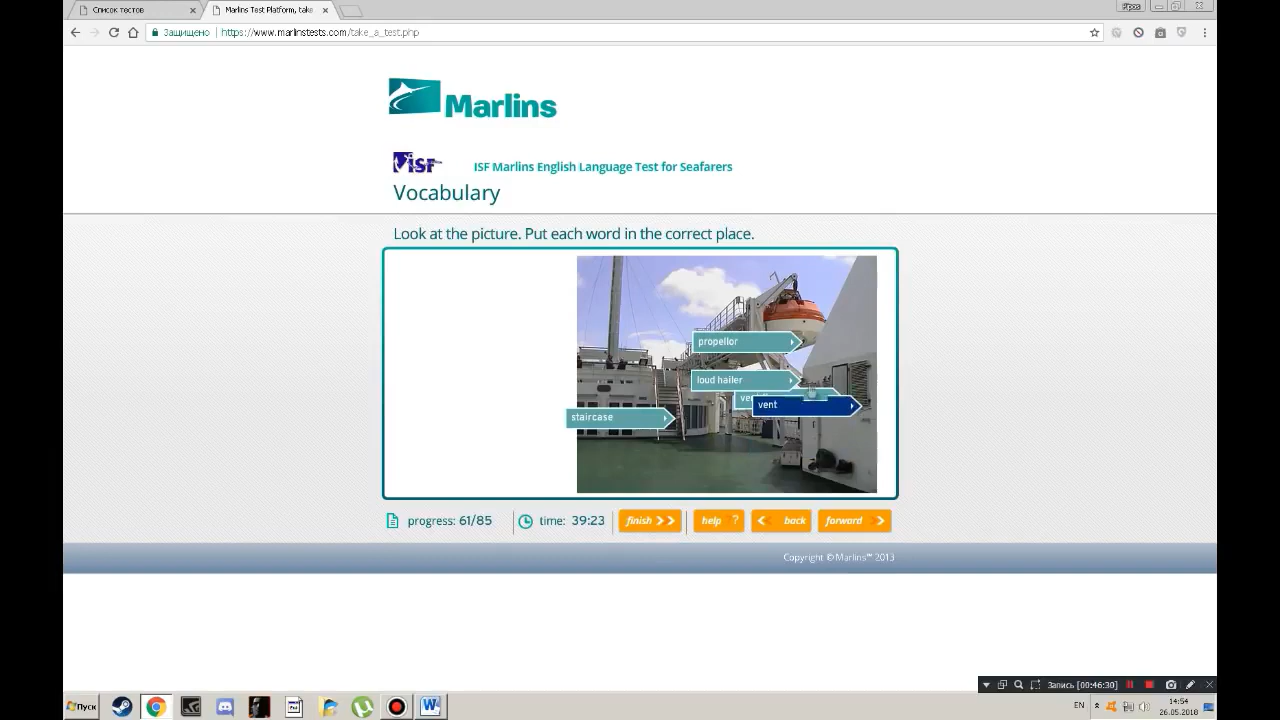 Список тестов
Marlins Test Platform, take
Защищено
https://www.marlinstests.com/take_a_test.php
Marlins
ISF
ISF Marlins English Language Test for Seafarers
Vocabulary
Look at the picture. Put each word in the correct place.
propellor
loud hailer
ve
vent
staircase
progress: 61/85
time: 39:23
finish
help ?
back
forward
Copyright © Marlins™ 2013
Запись [00:46:30]
Пуск
EN
14:54
26.05.2018